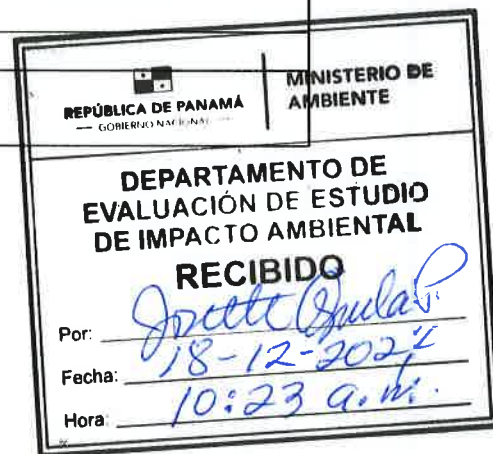 REPÚBLICA DE PANAMÁ
— GOBIERNO NACIONAL —
MINISTERIO DE
AMBIENTE
DEPARTAMENTO DE
EVALUACIÓN DE ESTUDIO
DE IMPACTO AMBIENTAL
RECIBIDO
Por:
Fecha: 18-12-202
Hora: 10:23 a.m.